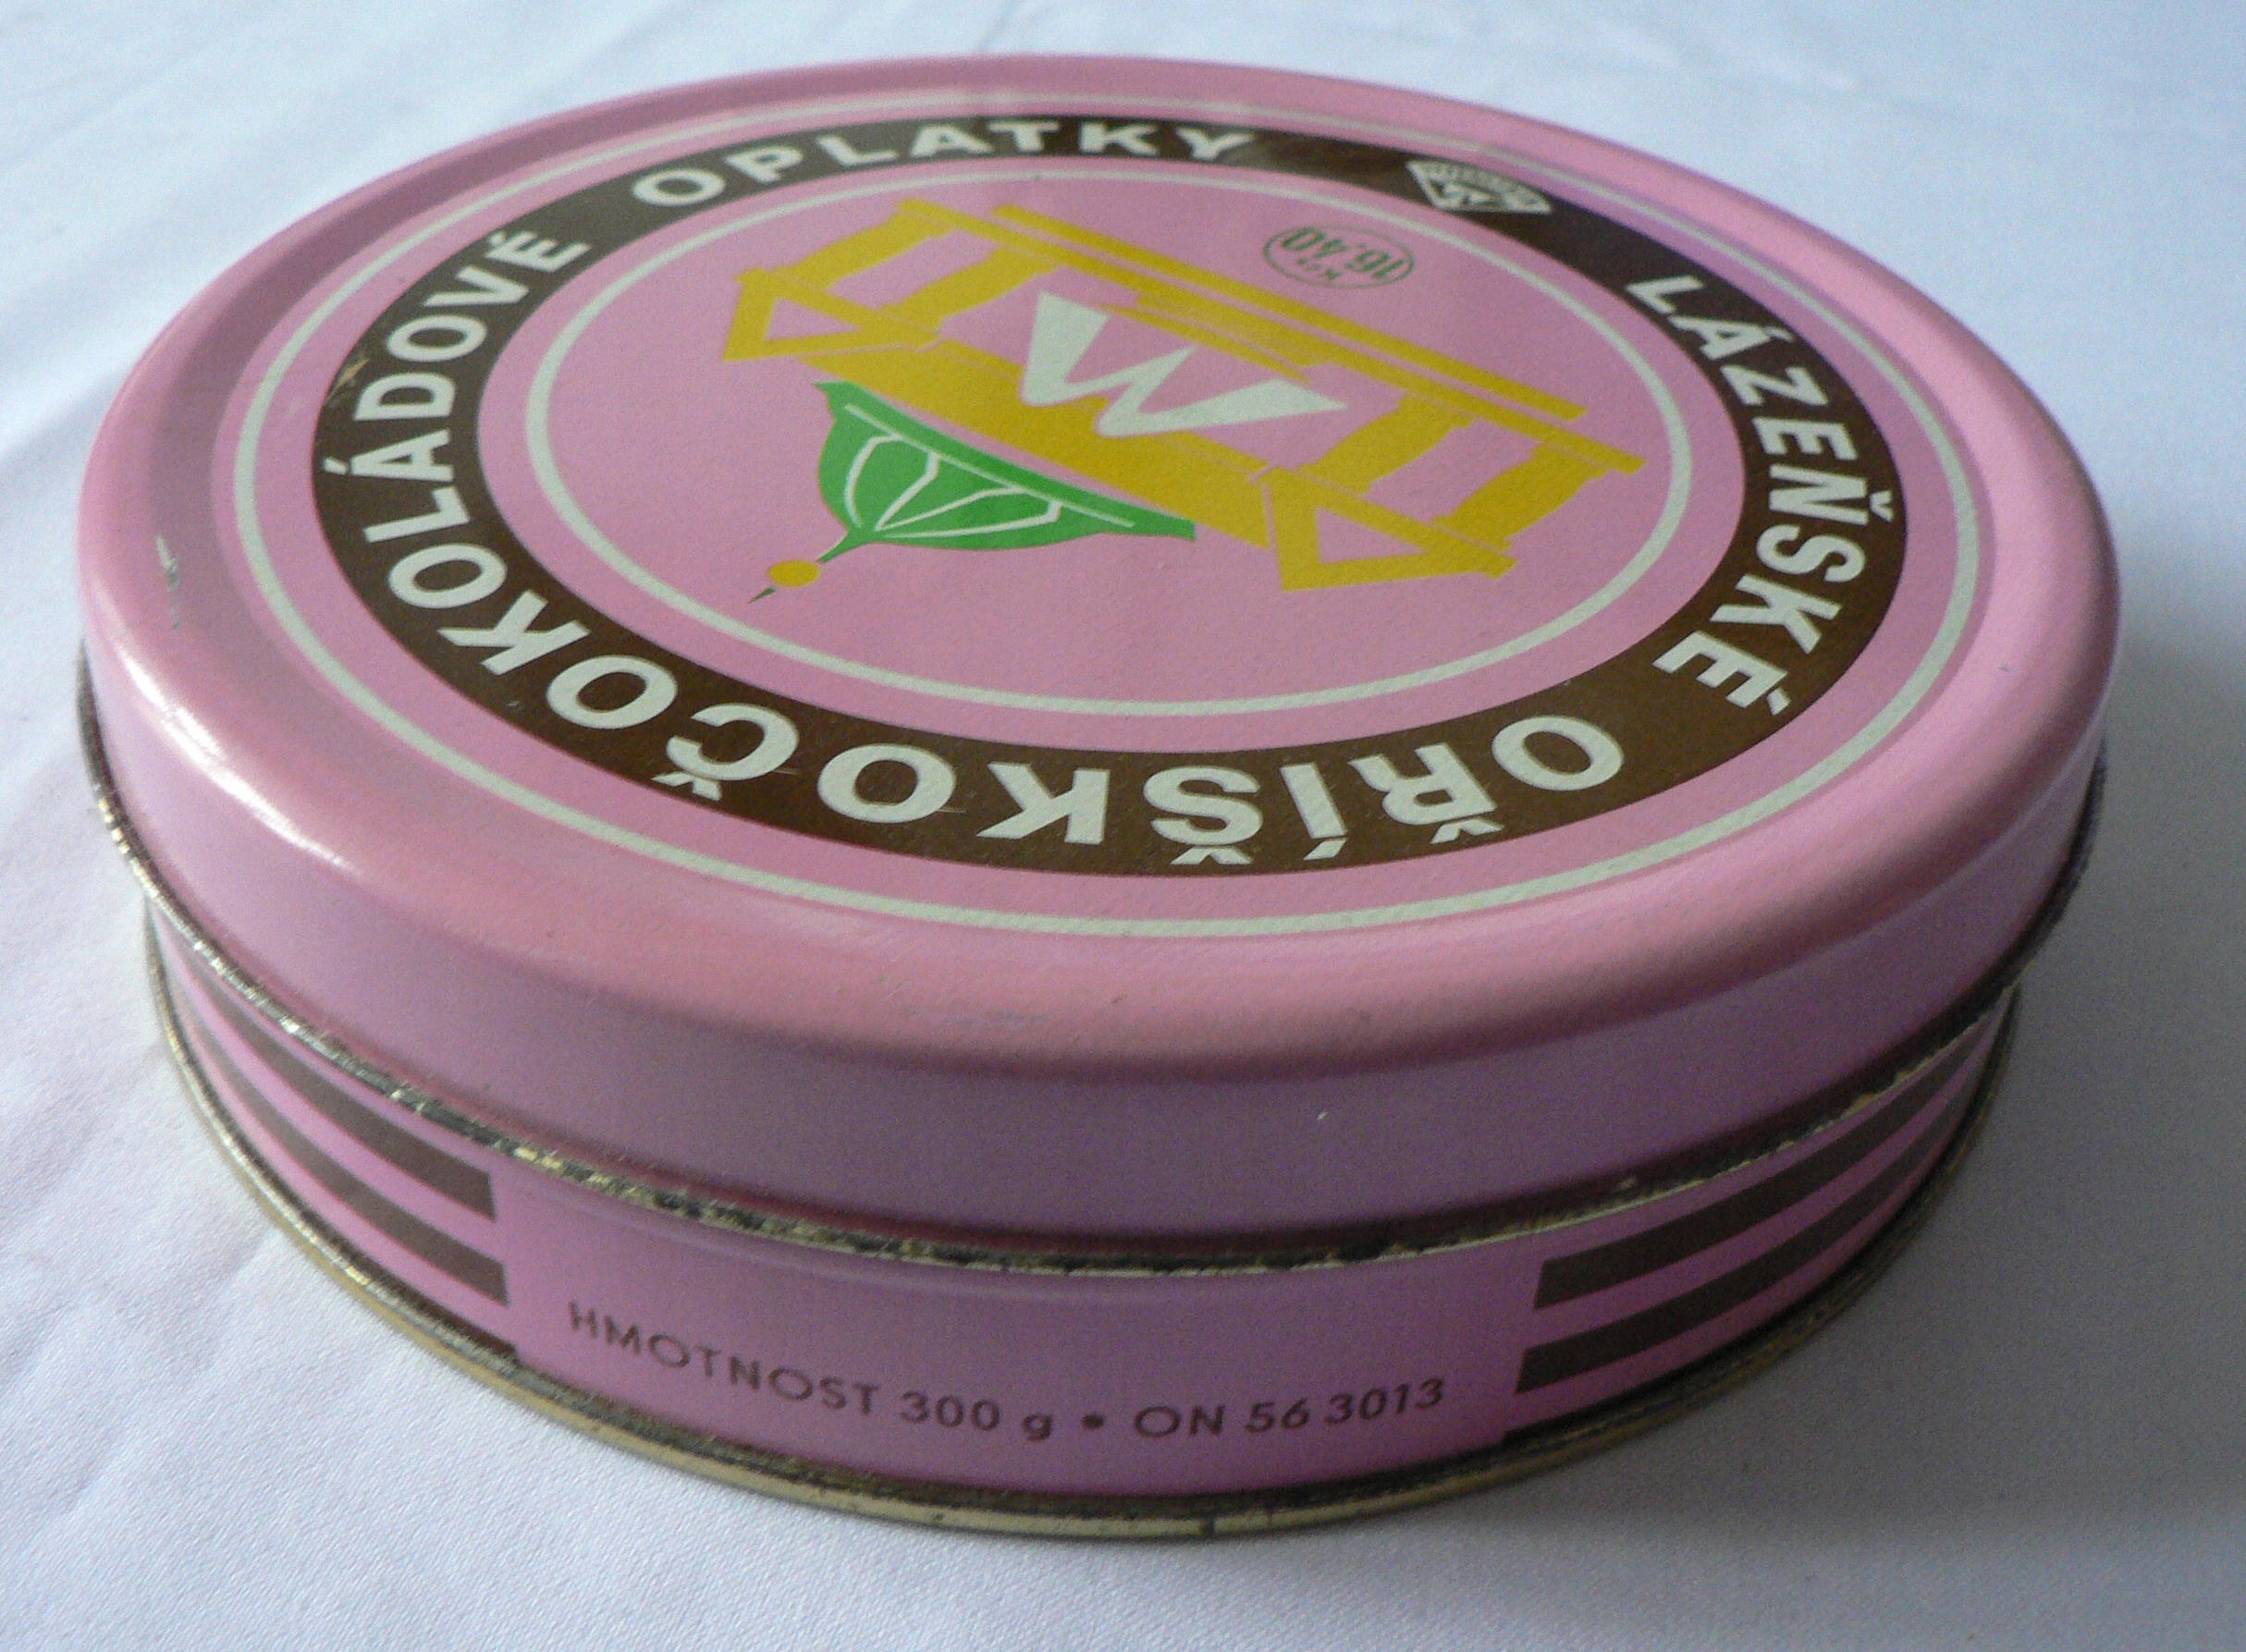 LÁZEŇSKÉ OŘÍŠKOČOKOLÁDOVÉ OPLATKY
Kčs
16,40
W
HMOTNOST 300 g • ON 56 3013